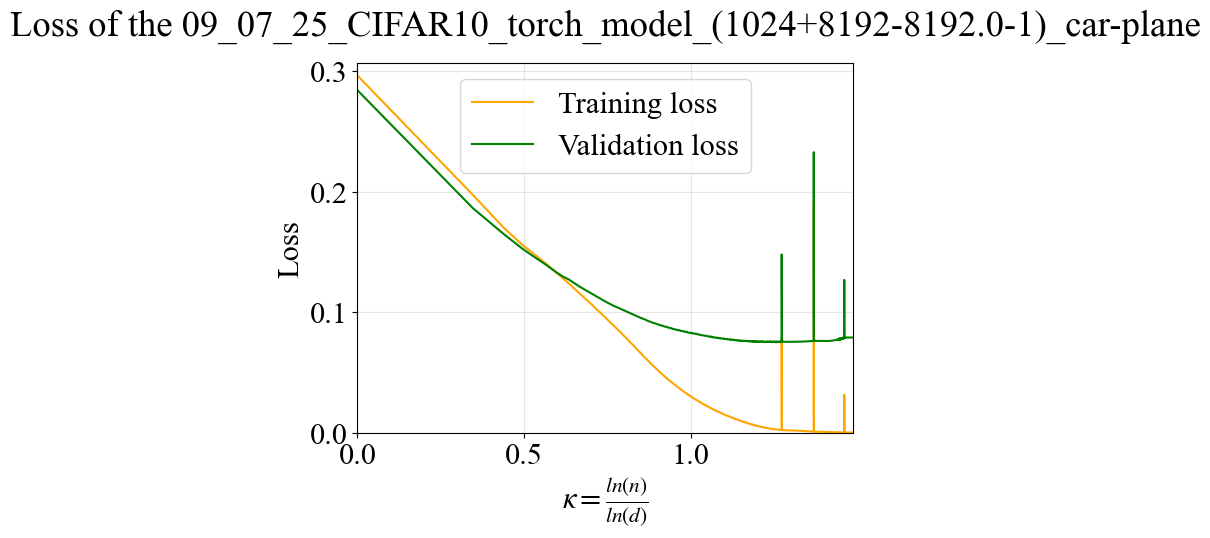 Loss of the 09_07_25_CIFAR10_torch_model_(1024+8192-8192.0-1)_car-plane
0.3
0.2
0.1
0.0
Loss
Training loss
Validation loss
0.0 0.5 1.0
κ = ln(n)/ln(d)